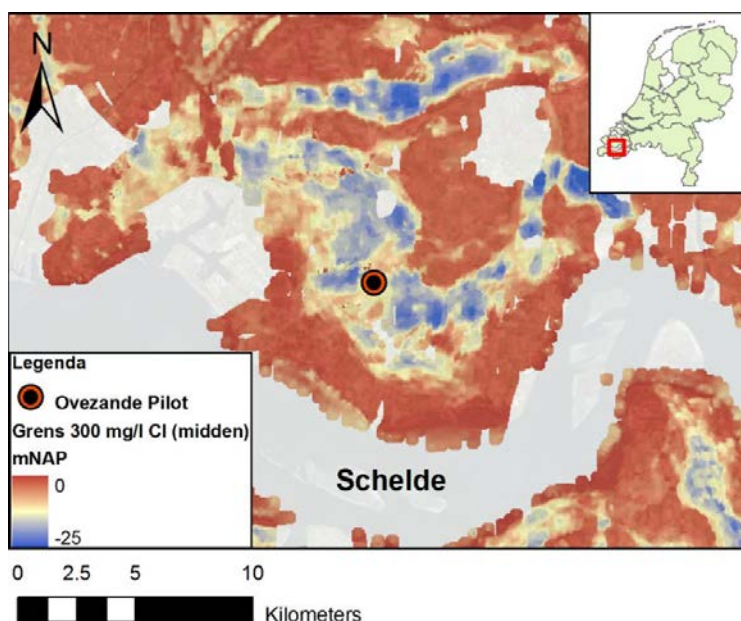 N
Schelde
Legenda
Ovezande Pilot
Grens 300 mg/l Cl (midden)
mNAP
0
-25
0 2.5 5 10
Kilometers